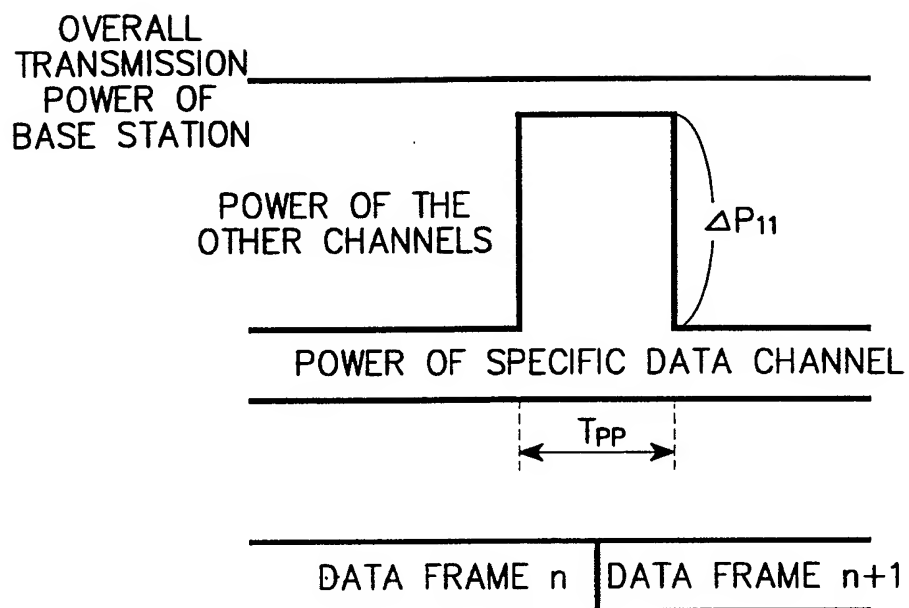 OVERALL
TRANSMISSION
POWER OF
BASE STATION
POWER OF THE
OTHER CHANNELS
△P11
POWER OF SPECIFIC DATA CHANNEL
TPP
DATA FRAME n
DATA FRAME n+1